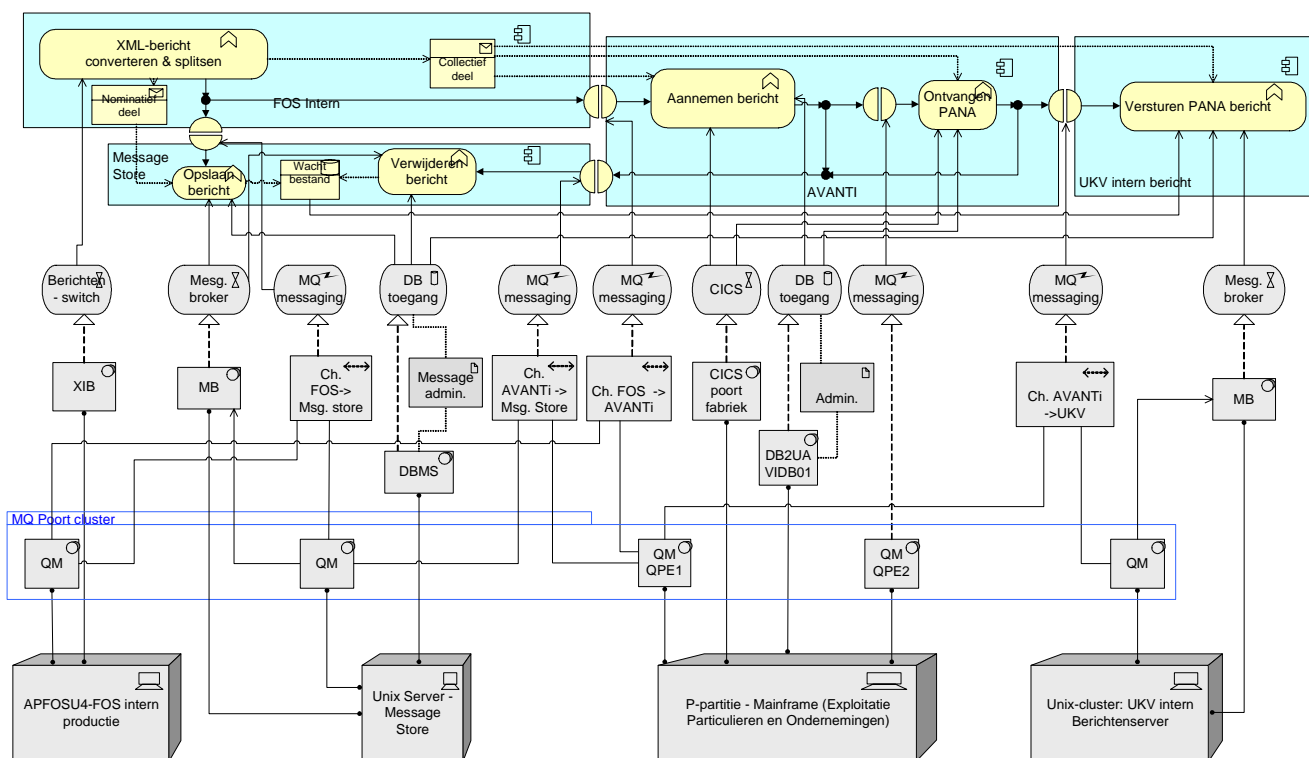 XML-bericht
converteren & splitsen
Collectief
deel
Nominatief
deel
FOS Intern
Aannemen bericht
Ontvangen
PANA
Versturen PANA bericht
Message
Store
Opslaan
bericht
Wacht
bestand
Verwijderen
bericht
AVANTI
UKV intern bericht
Berichten
- switch
Mesg.
broker
MQ
messaging
DB
toegang
MQ
messaging
MQ
messaging
CICS
DB
toegang
MQ
messaging
MQ
messaging
Mesg.
broker
XIB
MB
Ch.
FOS->
Msg. store
Message
admin.
Ch.
AVANTi ->
Msg. Store
Ch. FOS ->
AVANTi
CICS
poort
fabriek
Admin.
Ch. AVANTi
->UKV
MB
DBMS
DB2UA
VIDB01
MQ Poort cluster
QM
QM
QM
QPE1
QM
QPE2
QM
APFOSU4-FOS intern
productie
Unix Server -
Message
Store
P-partitie - Mainframe (Exploitatie
Particulieren en Ondernemingen)
Unix-cluster: UKV intern
Berichtenserver